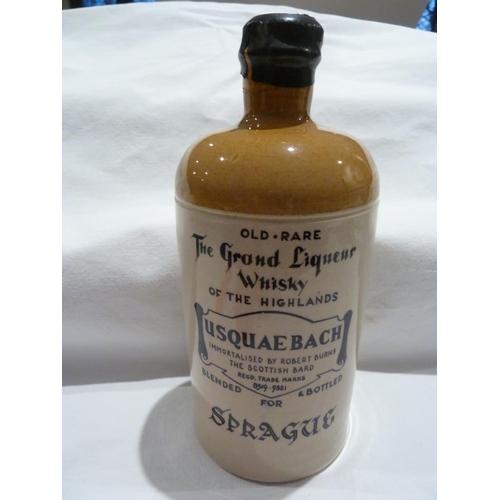 OLD • RARE
The Grand Liqueur
Whisky
OF THE HIGHLANDS
USQUAEBACH
IMMORTALISED BY ROBERT BURNS
THE SCOTTISH BARD
REGD. TRADE MARKS
BLENDED & BOTTLED
FOR
SPRAGUE